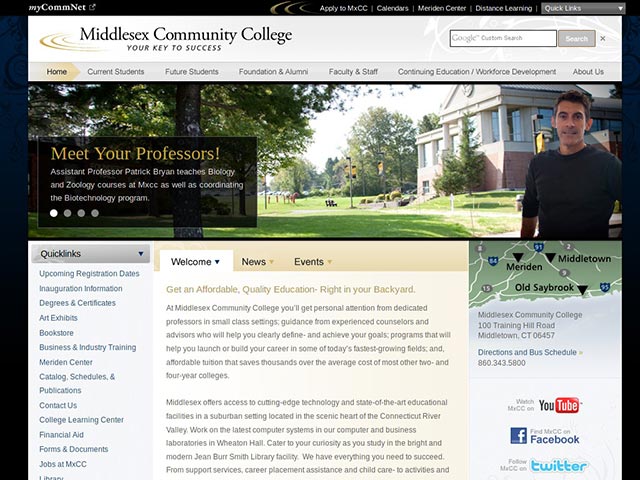 myCommNet
Apply to MxCC | Calendars | Meriden Center | Distance Learning | Quick Links
Middlesex Community College
YOUR KEY TO SUCCESS
Google™ Custom Search
Search
×
Home
Current Students
Future Students
Foundation & Alumni
Faculty & Staff
Continuing Education / Workforce Development
About Us
Meet Your Professors!
Assistant Professor Patrick Bryan teaches Biology
and Zoology courses at Mxcc as well as coordinating
the Biotechnology program.
Quicklinks
Upcoming Registration Dates
Inauguration Information
Degrees & Certificates
Art Exhibits
Bookstore
Business & Industry Training
Meriden Center
Catalog, Schedules, &
Publications
Contact Us
College Learning Center
Financial Aid
Forms & Documents
Jobs at MxCC
Library
Welcome
News
Events
Get an Affordable, Quality Education- Right in your Backyard.
At Middlesex Community College you'll get personal attention from dedicated
professors in small class settings; guidance from experienced counselors and
advisors who will help you clearly define- and achieve your goals; programs that will
help you launch or build your career in some of today's fastest-growing fields; and,
affordable tuition that saves thousands over the average cost of most other two- and
four-year colleges.
Middlesex offers access to cutting-edge technology and state-of-the-art educational
facilities in a suburban setting located in the scenic heart of the Connecticut River
Valley. Work on the latest computer systems in our computer and business
laboratories in Wheaton Hall. Cater to your curiosity as you study in the bright and
modern Jean Burr Smith Library facility. We have everything you need to succeed.
From support services, career placement assistance and child care- to activities and
91
691
Meriden
Middletown
15
9
Old Saybrook
95
Middlesex Community College
100 Training Hill Road
Middletown, CT 06457
Directions and Bus Schedule »
860.343.5800
Watch
MxCC on
YouTube
Find MxCC on
Facebook
Follow
MxCC on
twitter